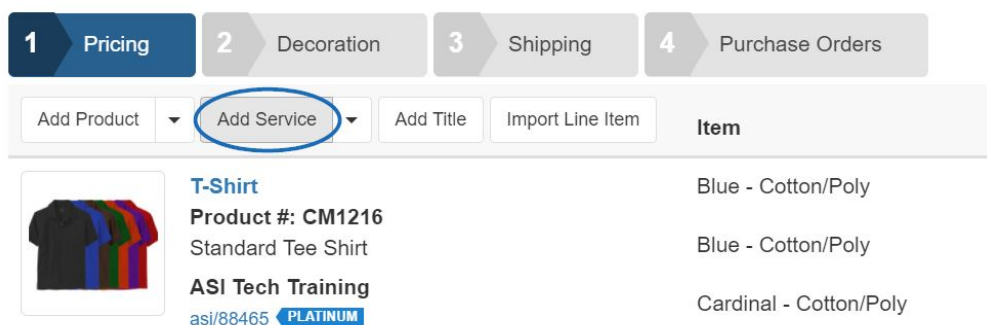 1 Pricing 2 Decoration 3 Shipping 4 Purchase Orders
Add Product Add Service Add Title Import Line Item Item
T-Shirt Blue - Cotton/Poly
Product #: CM1216
Standard Tee Shirt Blue - Cotton/Poly
ASI Tech Training
asi/88465 PLATINUM Cardinal - Cotton/Poly